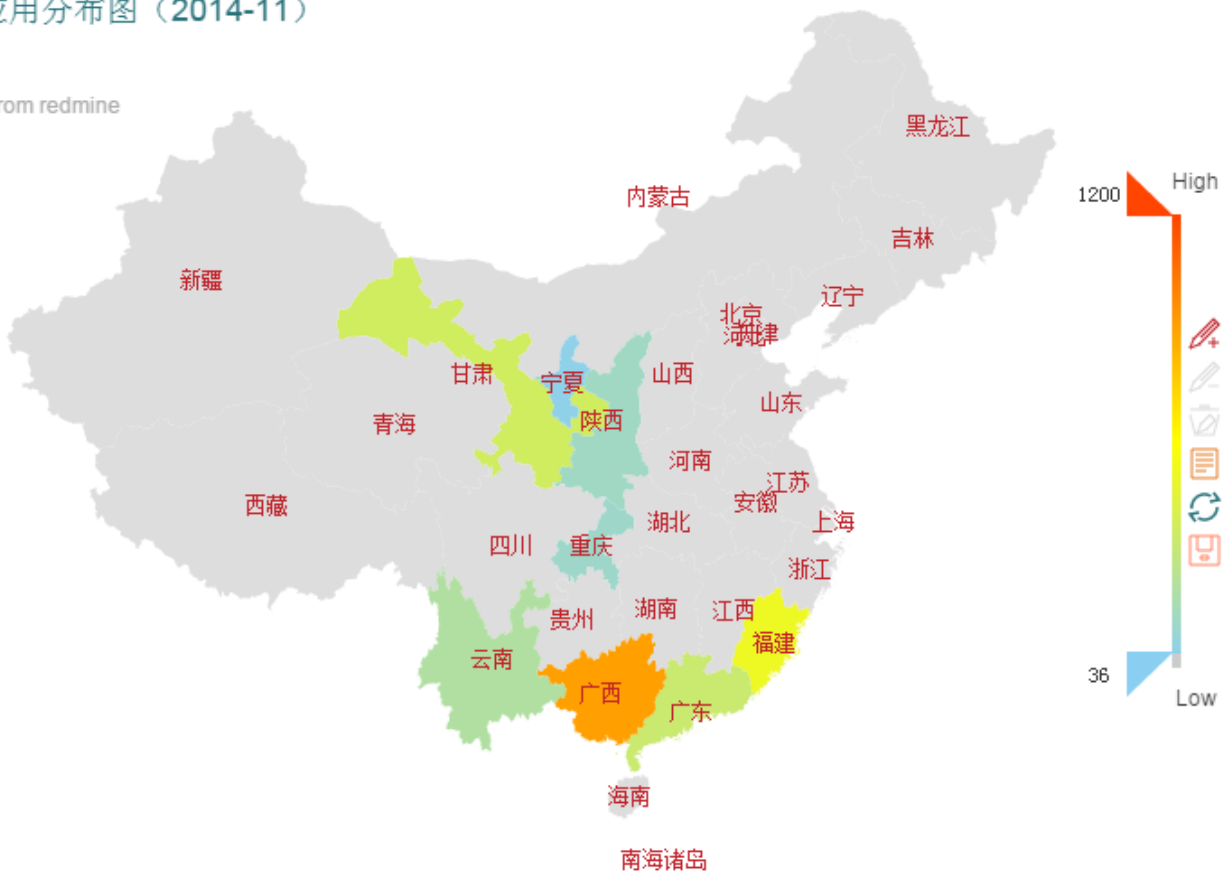 应用分布图（2014-11）
rom redmine
黑龙江
High
1200
内蒙古
吉林
新疆
辽宁
北京
河北
天津
甘肃
宁夏
山西
山东
青海
陕西
河南
江苏
西藏
安徽
湖北
上海
四川
重庆
浙江
贵州
湖南
江西
福建
云南
36
广西
Low
广东
海南
南海诸岛